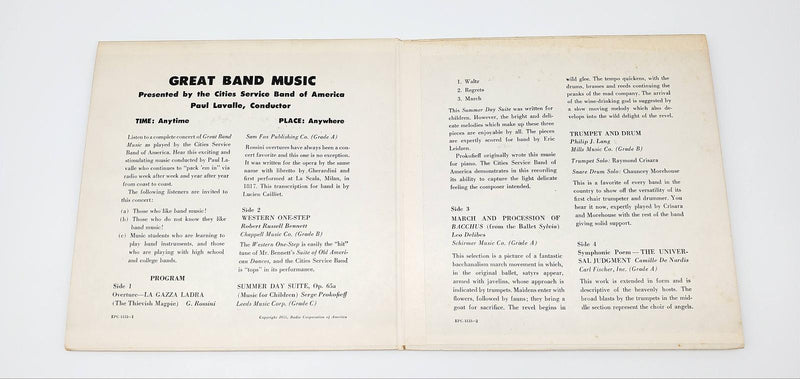 GREAT BAND MUSIC
Presented by the Cities Service Band of America
Paul Lavalle, Conductor
TIME: Anytime PLACE: Anywhere
Listen to a complete concert of Great Band
Music as played by the Cities Service Band
of America. Hear this exciting and
stimulating music conducted by Paul La-
valle who continues to "pack 'em in" via
radio week after week and year after year
from coast to coast.
The following listeners are invited to
this concert:
(a) Those who like band music!
(b) Those who do not know they like
band music!
(c) Music students who are learning to
play band instruments, and those
who are playing with high school
and college bands.
PROGRAM
Side 1
Overture—LA GAZZA LADRA
(The Thievish Magpie) G. Rossini
EPC-1133-1
Sam Fox Publishing Co. (Grade A)
Rossini overtures have always been a con-
cert favorite and this one is no exception.
It was written for the opera by the same
name with libretto by Gherardini and
first performed at La Scala, Milan, in
1817. This transcription for band is by
Lucien Cailliet.
Side 2
WESTERN ONE-STEP
Robert Russell Bennett
Chappell Music Co. (Grade B)
The Western One-Step is easily the "hit"
tune of Mr. Bennett's Suite of Old Ameri-
can Dances, and the Cities Service Band
is "tops" in its performance.
SUMMER DAY SUITE, Op. 65a
(Music for Children) Serge Prokofieff
Leeds Music Corp. (Grade C)
Copyright 1955, Radio Corporation of America
1. Waltz
2. Regrets
3. March
This Summer Day Suite was written for
children. However, the bright and deli-
cate melodies which make up these three
pieces are enjoyable by all. The pieces
are expertly scored for band by Eric
Leidzen.
Prokofieff originally wrote this music
for piano. The Cities Service Band of
America demonstrates in this recording
its ability to capture the light delicate
feeling the composer intended.
Side 3
MARCH AND PROCESSION OF
BACCHUS (from the Ballet Sylvia)
Leo Delibes
Schirmer Music Co. (Grade A)
This selection is a picture of a fantastic
bacchanalian march movement in which,
in the original ballet, satyrs appear,
armed with javelins, whose approach is
indicated by trumpets. Maidens enter with
flowers, followed by fauns; they bring a
goat for sacrifice. The revel begins in
EPC-1133-2
wild glee. The tempo quickens, with the
drums, brasses and reeds continuing the
pranks of the mad company. The arrival
of the wine-drinking god is suggested by
a slow moving melody which also de-
velops into the wild delight of the revel.
TRUMPET AND DRUM
Philip J. Lang
Mills Music Co. (Grade B)
Trumpet Solo: Raymond Crisara
Snare Drum Solo: Chauncey Morehouse
This is a favorite of every band in the
country to show off the versatility of its
first chair trumpeter and drummer. You
hear it now, expertly played by Crisara
and Morehouse with the rest of the band
giving solid support.
Side 4
Symphonic Poem—THE UNIVER-
SAL JUDGMENT Camille De Nardis
Carl Fischer, Inc. (Grade A)
This work is extended in form and is
descriptive of the heavenly hosts. The
broad blasts by the trumpets in the mid-
dle section represent the choir of angels.